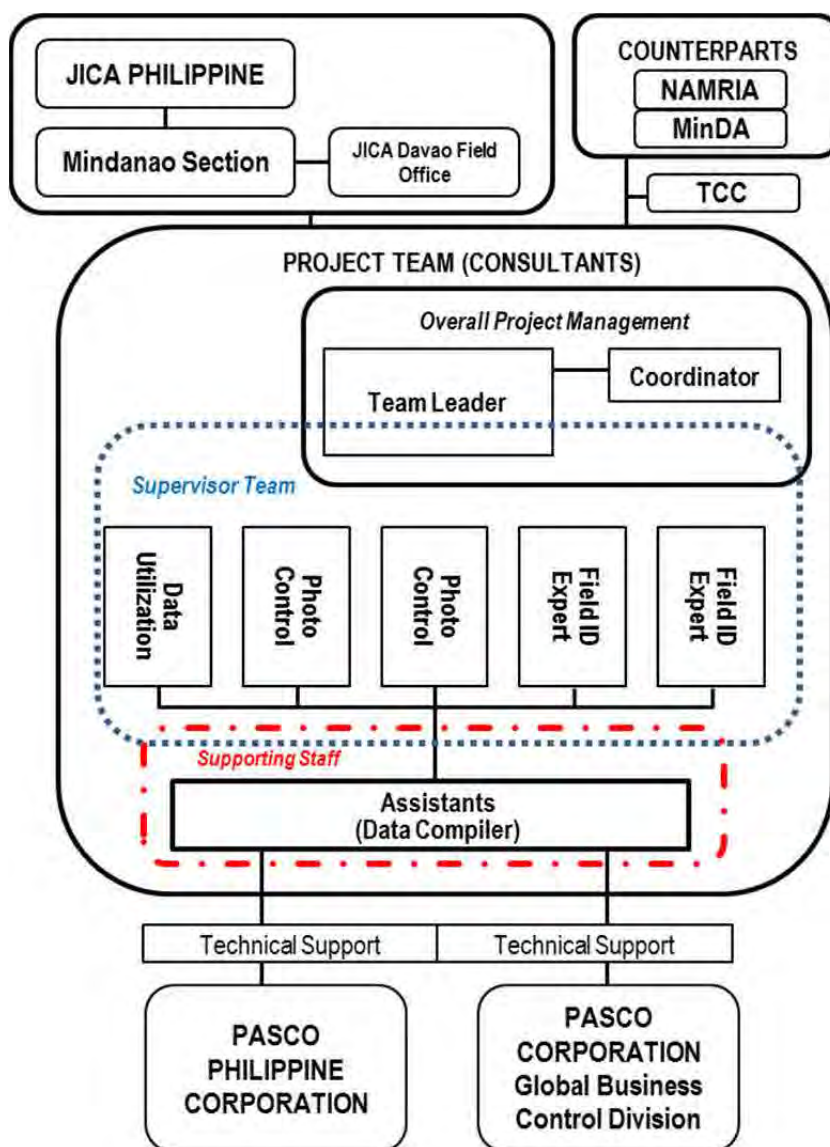 JICA PHILIPPINE
Mindanao Section
JICA Davao Field
Office
COUNTERPARTS
NAMRIA
MinDA
TCC
PROJECT TEAM (CONSULTANTS)
Overall Project Management
Team Leader
Coordinator
Supervisor Team
Data
Utilization
Photo
Control
Photo
Control
Field ID
Expert
Field ID
Expert
Supporting Staff
Assistants
(Data Compiler)
Technical Support
Technical Support
PASCO
PHILIPPINE
CORPORATION
PASCO
CORPORATION
Global Business
Control Division